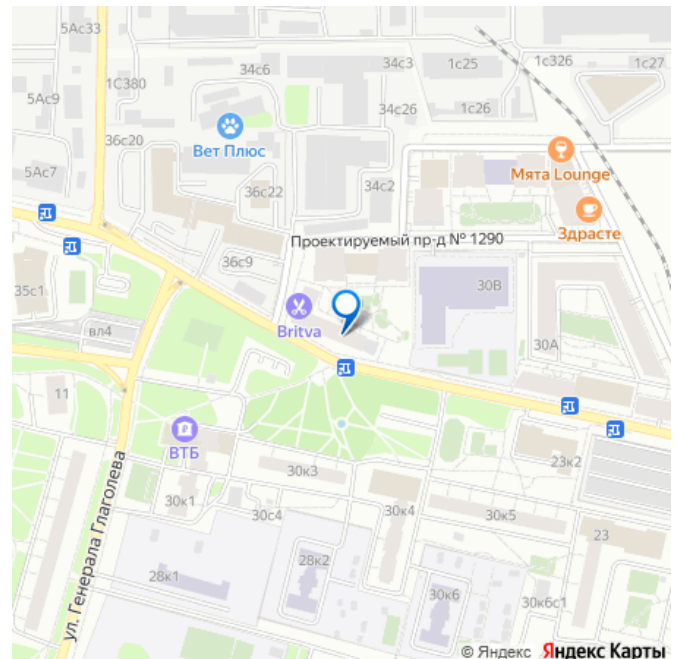 5Ас33
34с6
34с3
1с25
1с326
1с27
1С380
5Ас9
34с26
1с26
36с20
Вет Плюс
Мята Lounge
5Ас7
36с22
34с2
Здрасте
Проектируемый пр-д № 1290
36с9
35с1
30В
Britva
вл4
30А
11
ВТБ
23к2
30к3
30к1
30с4
30к4
30к5
23
ул. Генерала Глаголева
28к1
28к2
30к6
30к6с1
© Яндекс Яндекс Карты